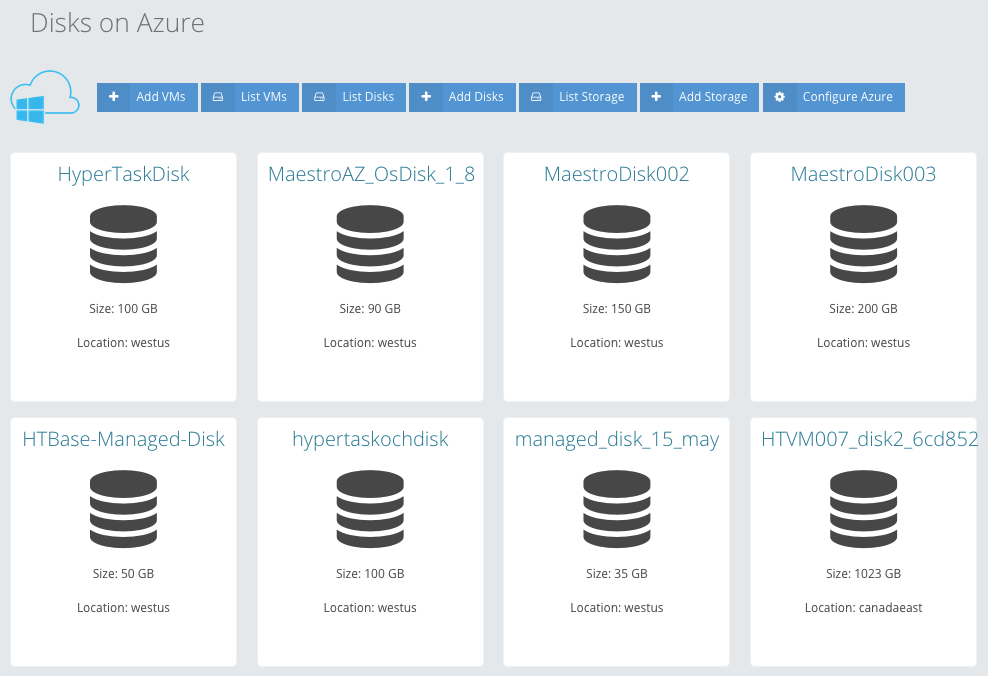 Disks on Azure
Add VMs List VMs List Disks Add Disks List Storage Add Storage Configure Azure
HyperTaskDisk MaestroAZ_OsDisk_1_8 MaestroDisk002 MaestroDisk003
Size: 100 GB Size: 90 GB Size: 150 GB Size: 200 GB
Location: westus Location: westus Location: westus Location: westus
HTBase-Managed-Disk hypertaskochdisk managed_disk_15_may HTVM007_disk2_6cd852
Size: 50 GB Size: 100 GB Size: 35 GB Size: 1023 GB
Location: westus Location: westus Location: westus Location: canadaeast